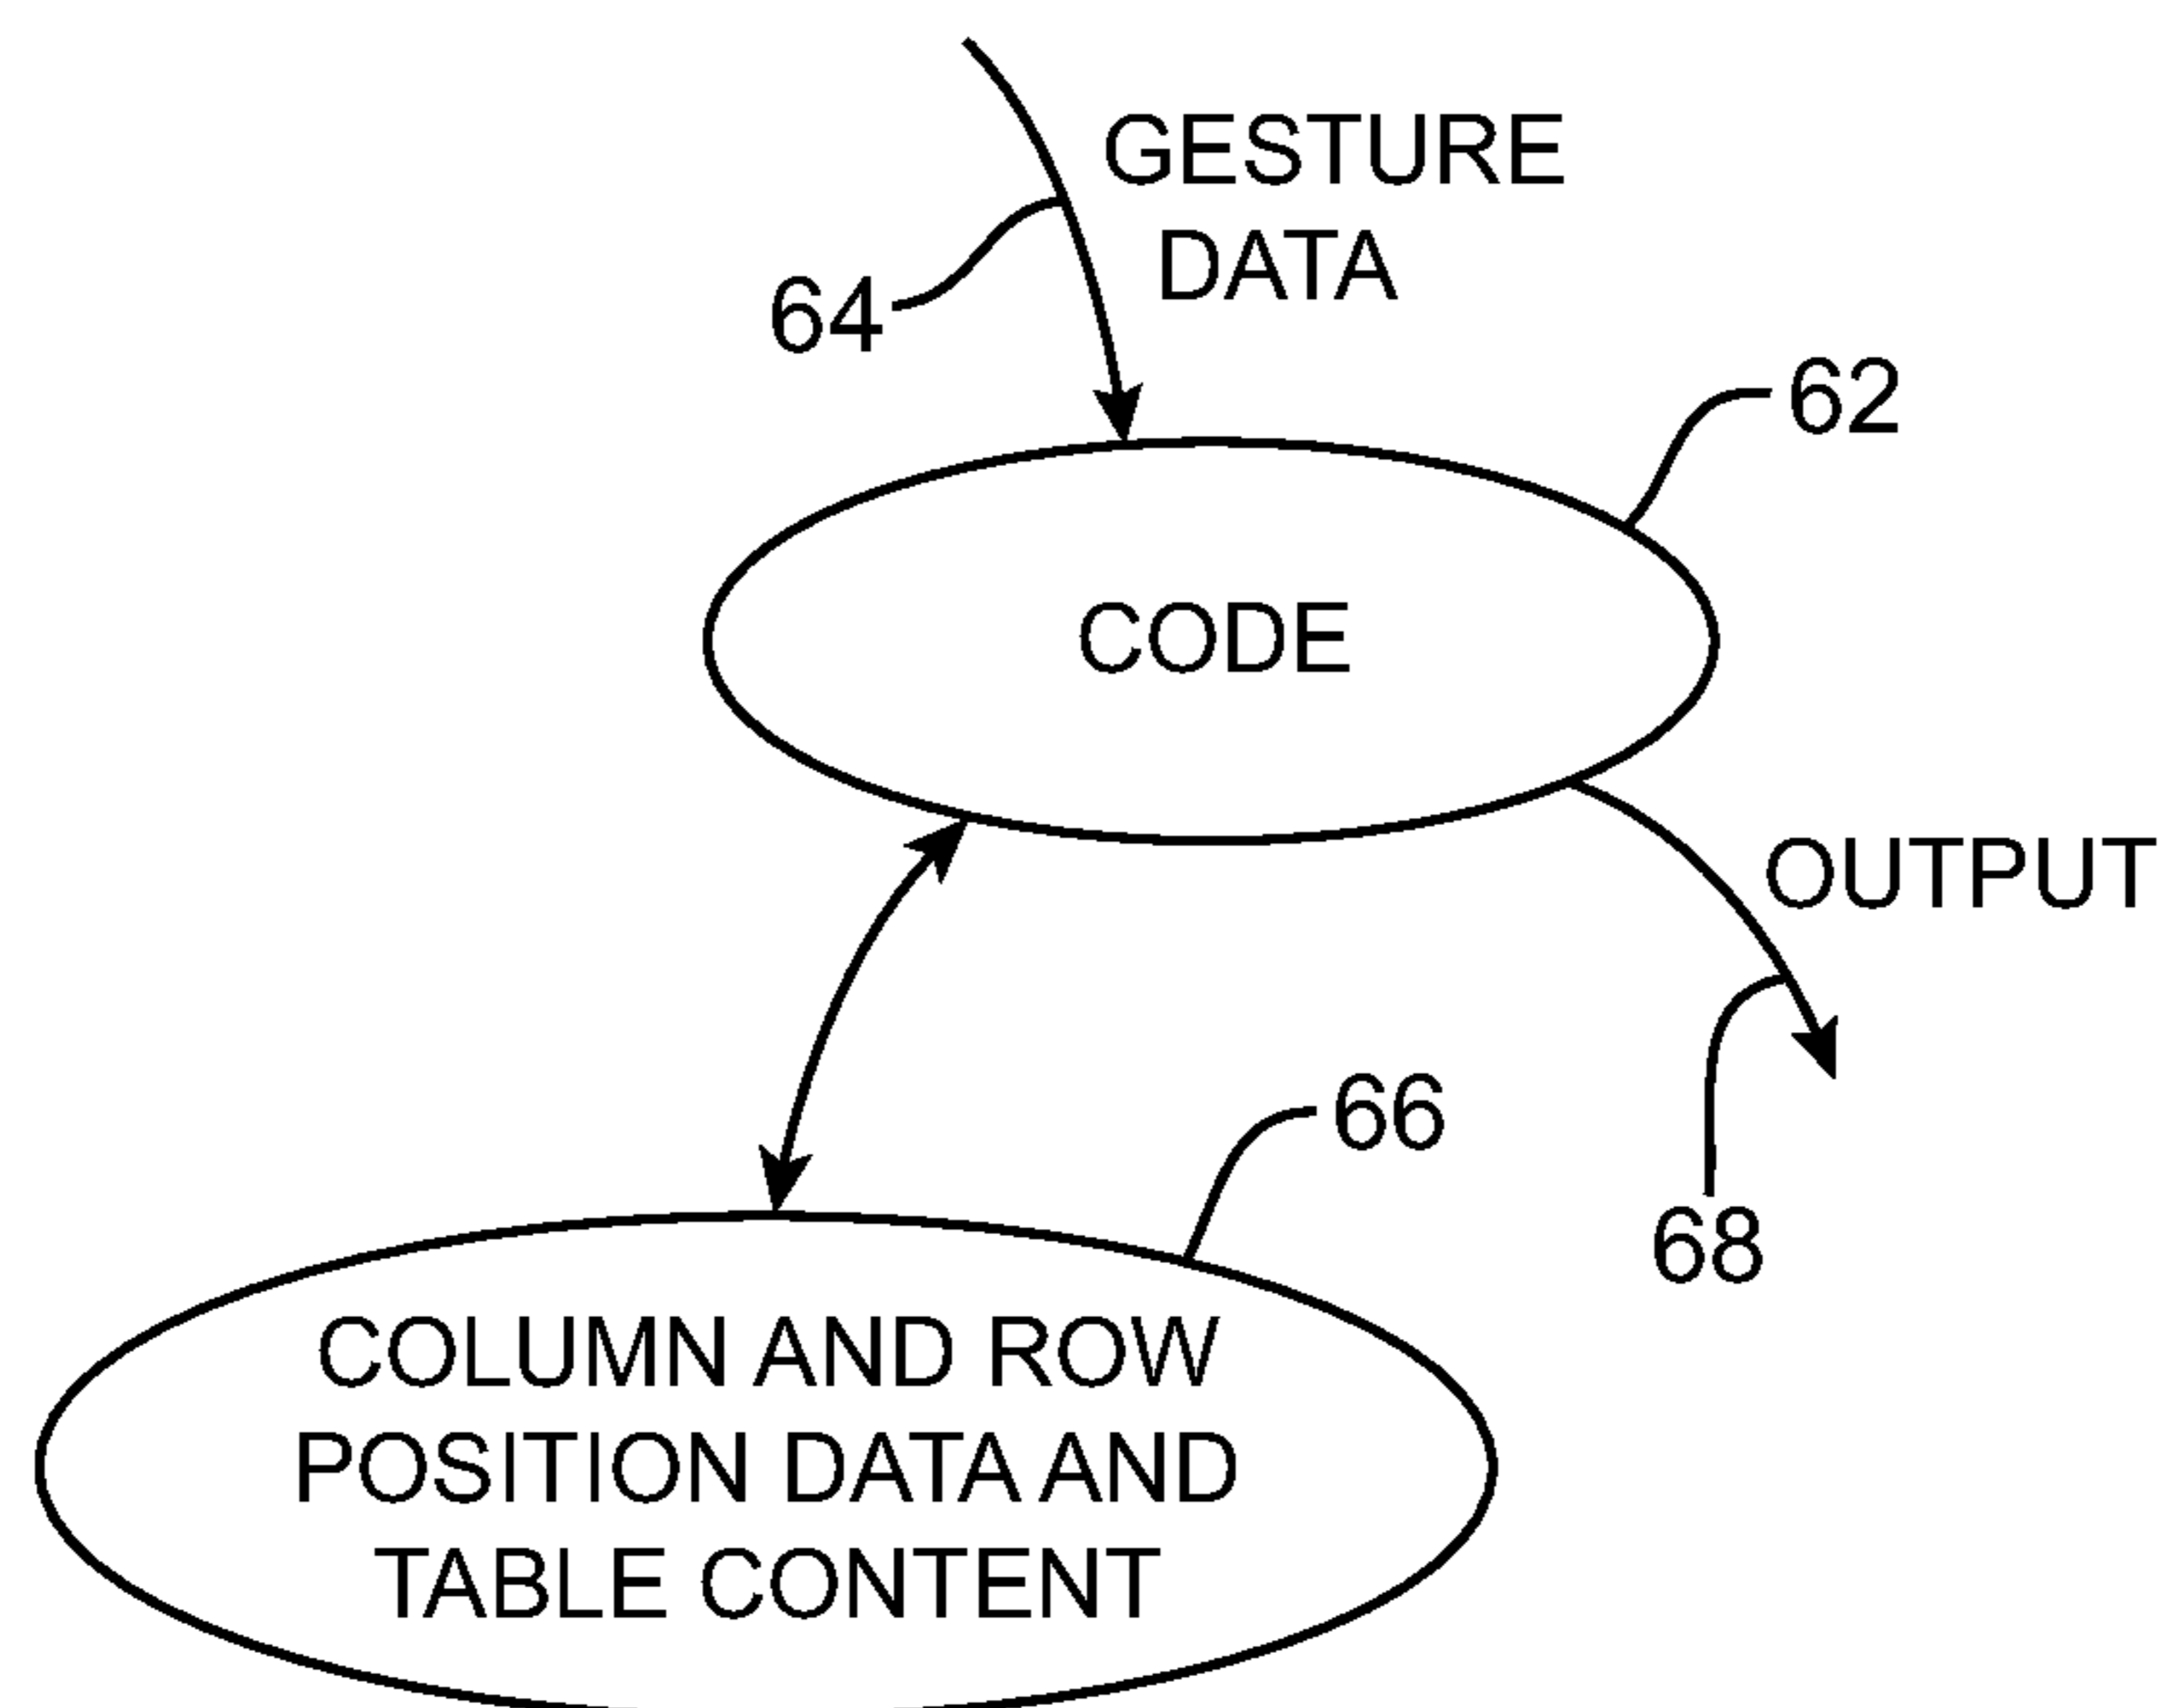 GESTURE
DATA
64
62
CODE
OUTPUT
66
68
COLUMN AND ROW
POSITION DATA AND
TABLE CONTENT